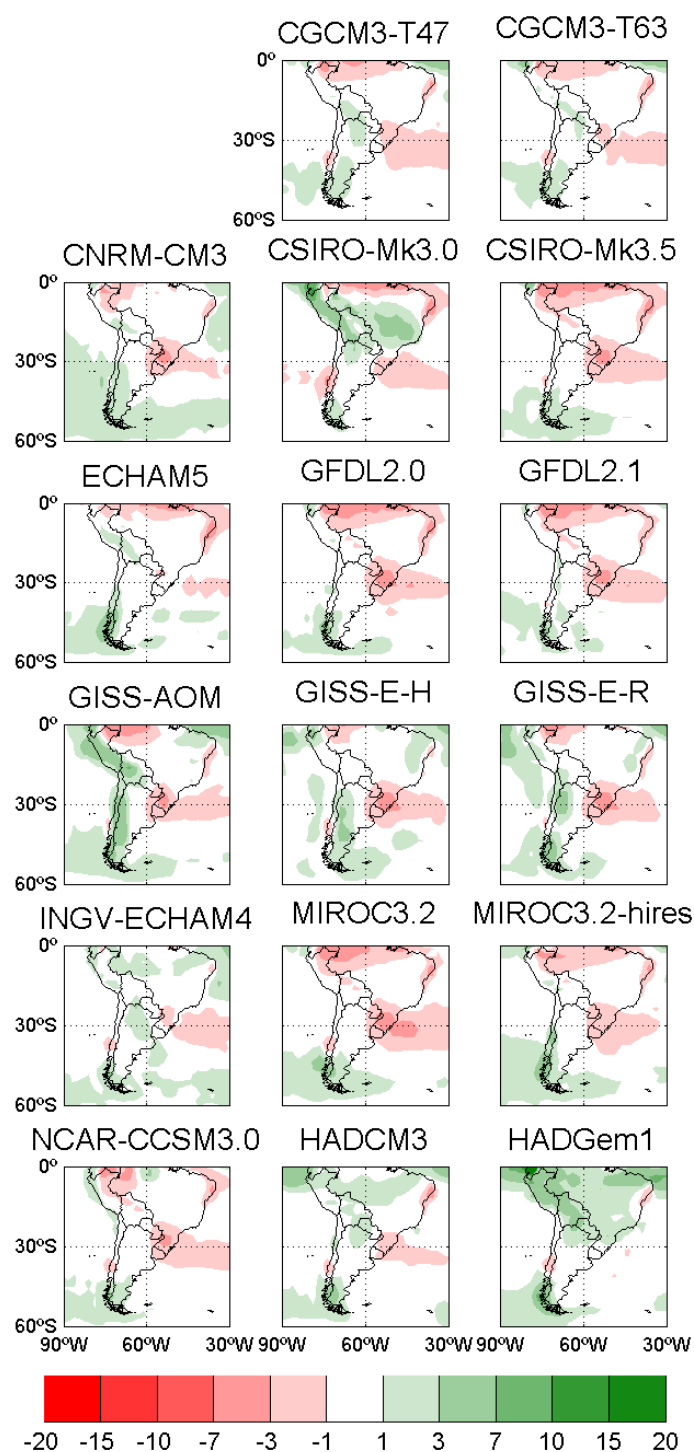 CGCM3-T47 CGCM3-T63
0º
30ºS
60ºS
CNRM-CM3 CSIRO-Mk3.0 CSIRO-Mk3.5
0º
30ºS
60ºS
ECHAM5 GFDL2.0 GFDL2.1
0º
30ºS
60ºS
GISS-AOM GISS-E-H GISS-E-R
0º
30ºS
60ºS
INGV-ECHAM4 MIROC3.2 MIROC3.2-hires
0º
30ºS
60ºS
NCAR-CCSM3.0 HADCM3 HADGem1
0º
30ºS
60ºS
90ºW 60ºW 30ºW 90ºW 60ºW 30ºW 90ºW 60ºW 30ºW
-20 -15 -10 -7 -3 -1 1 3 7 10 15 20